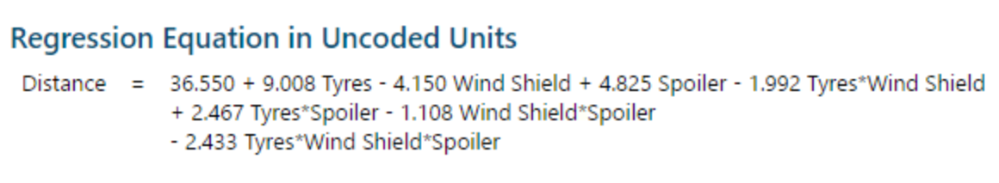 Regression Equation in Uncoded Units
Distance = 36.550 + 9.008 Tyres - 4.150 Wind Shield + 4.825 Spoiler - 1.992 Tyres*Wind Shield
+ 2.467 Tyres*Spoiler - 1.108 Wind Shield*Spoiler
- 2.433 Tyres*Wind Shield*Spoiler